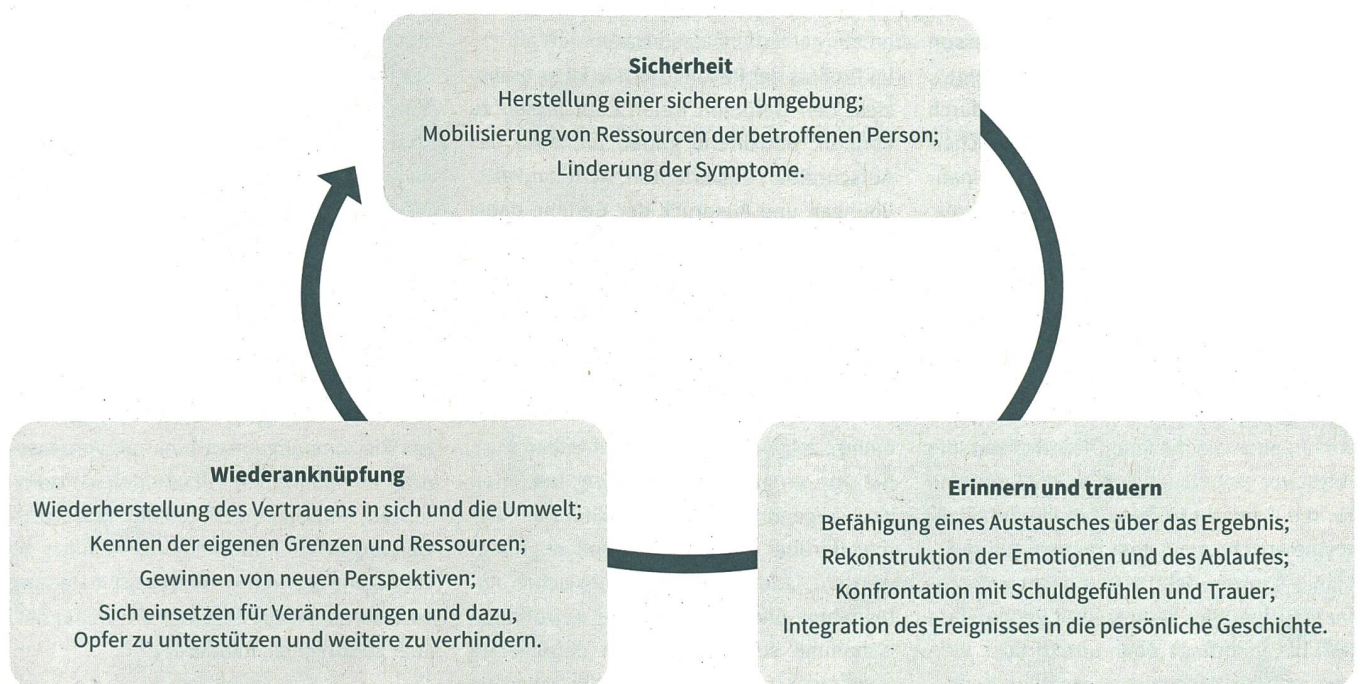 Sicherheit
Herstellung einer sicheren Umgebung;
Mobilisierung von Ressourcen der betroffenen Person;
Linderung der Symptome.
Wiederanknüpfung
Wiederherstellung des Vertrauens in sich und die Umwelt;
Kennen der eigenen Grenzen und Ressourcen;
Gewinnen von neuen Perspektiven;
Sich einsetzen für Veränderungen und dazu,
Opfer zu unterstützen und weitere zu verhindern.
Erinnern und trauern
Befähigung eines Austausches über das Ergebnis;
Rekonstruktion der Emotionen und des Ablaufes;
Konfrontation mit Schuldgefühlen und Trauer;
Integration des Ereignisses in die persönliche Geschichte.